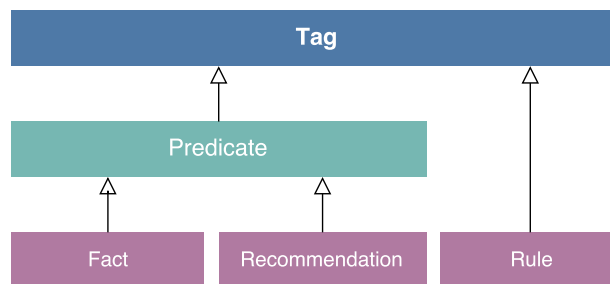 Tag
Predicate
Fact
Recommendation
Rule